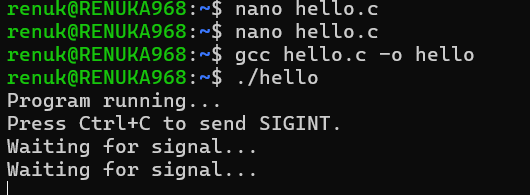 renuk@RENUKA968:~$ nano hello.c
renuk@RENUKA968:~$ nano hello.c
renuk@RENUKA968:~$ gcc hello.c -o hello
renuk@RENUKA968:~$ ./hello
Program running...
Press Ctrl+C to send SIGINT.
Waiting for signal...
Waiting for signal...